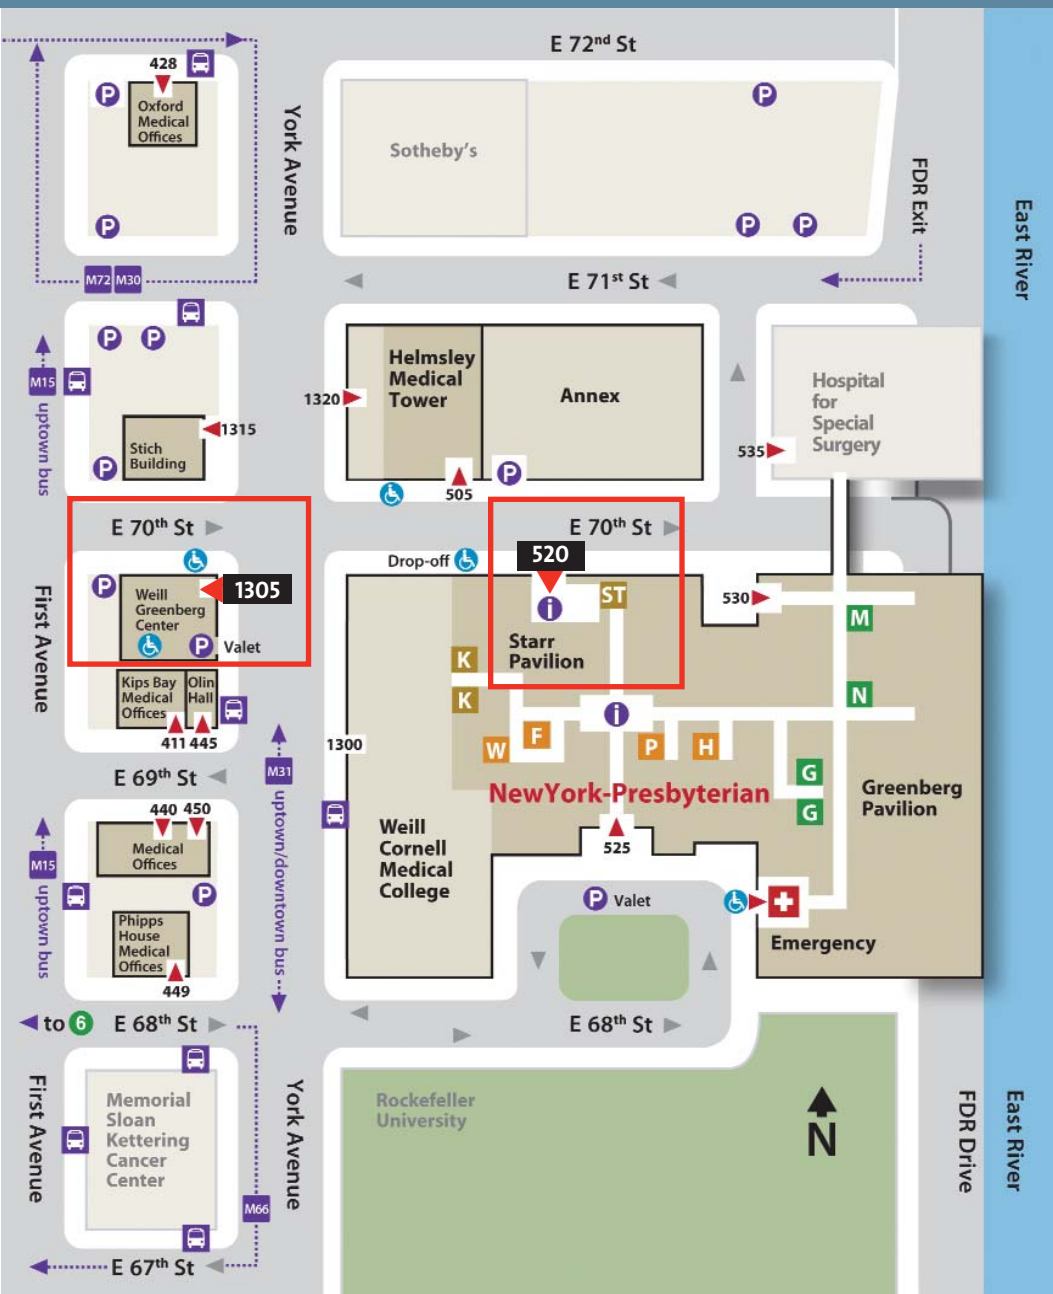 E 72nd St
428
P
Oxford
Medical
Offices
P
York Avenue
Sotheby's
P
P
P
FDR Exit
East River
M72
M30
E 71st St
P
P
M15
uptown bus
1315
Stich
Building
P
1320
Helmsley
Medical
Tower
Annex
505
P
535
Hospital
for
Special
Surgery
E 70th St
E 70th St
First Avenue
P
Weill
Greenberg
Center
1305
P
Valet
Drop-off
520
i
ST
Starr
Pavilion
530
M
K
K
N
Kips Bay
Medical
Offices
Olin
Hall
411
445
i
W
F
P
H
1300
E 69th St
M31
uptown/downtown bus
NewYork-Presbyterian
G
G
Greenberg
Pavilion
440
450
Medical
Offices
M15
uptown bus
P
Phipps
House
Medical
Offices
449
Weill
Cornell
Medical
College
525
P
Valet
Emergency
to 6
E 68th St
E 68th St
First Avenue
Memorial
Sloan
Kettering
Cancer
Center
York Avenue
M66
Rockefeller
University
N
FDR Drive
East River
E 67th St